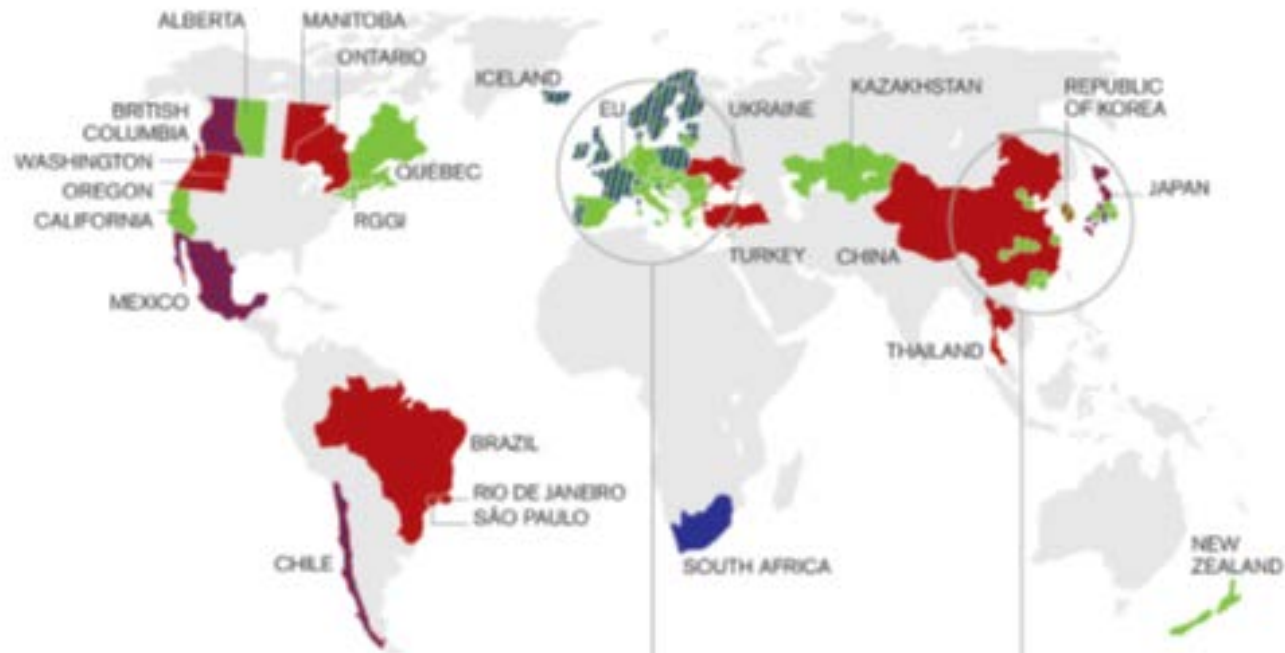 ALBERTA
MANITOBA
ONTARIO
ICELAND
BRITISH
COLUMBIA
EU
UKRAINE
KAZAKHSTAN
REPUBLIC
OF KOREA
WASHINGTON
OREGON
CALIFORNIA
QUÉBEC
RGGI
JAPAN
MEXICO
TURKEY
CHINA
THAILAND
BRAZIL
RIO DE JANEIRO
SÃO PAULO
CHILE
SOUTH AFRICA
NEW
ZEALAND